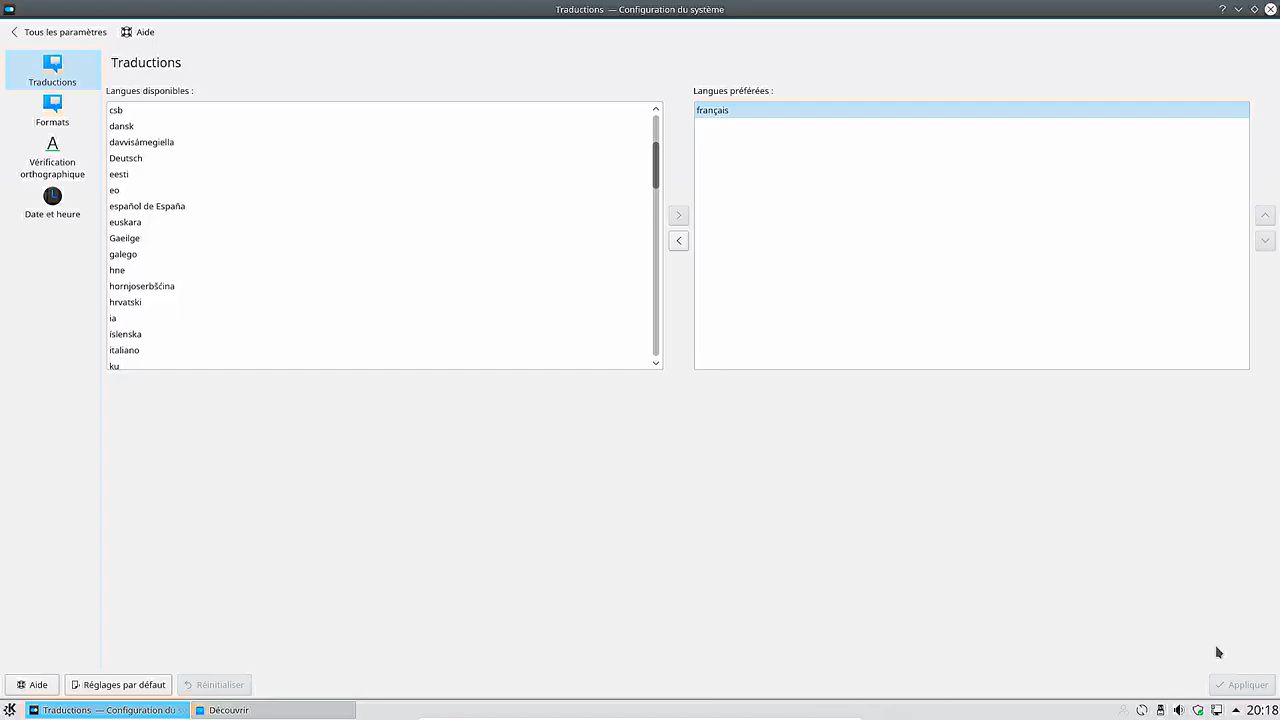 Traductions — Configuration du système
Tous les paramètres
Aide
Traductions
Formats
Vérification
orthographique
Date et heure
Traductions
Langues disponibles :
csb
dansk
davvisámegiella
Deutsch
eesti
eo
español de España
euskara
Gaeilge
galego
hne
hornjoserbšćina
hrvatski
ia
íslenska
italiano
ku
Langues préférées :
français
Aide
Réglages par défaut
Réinitialiser
Appliquer
Traductions — Configuration du s
Découvrir
20:18